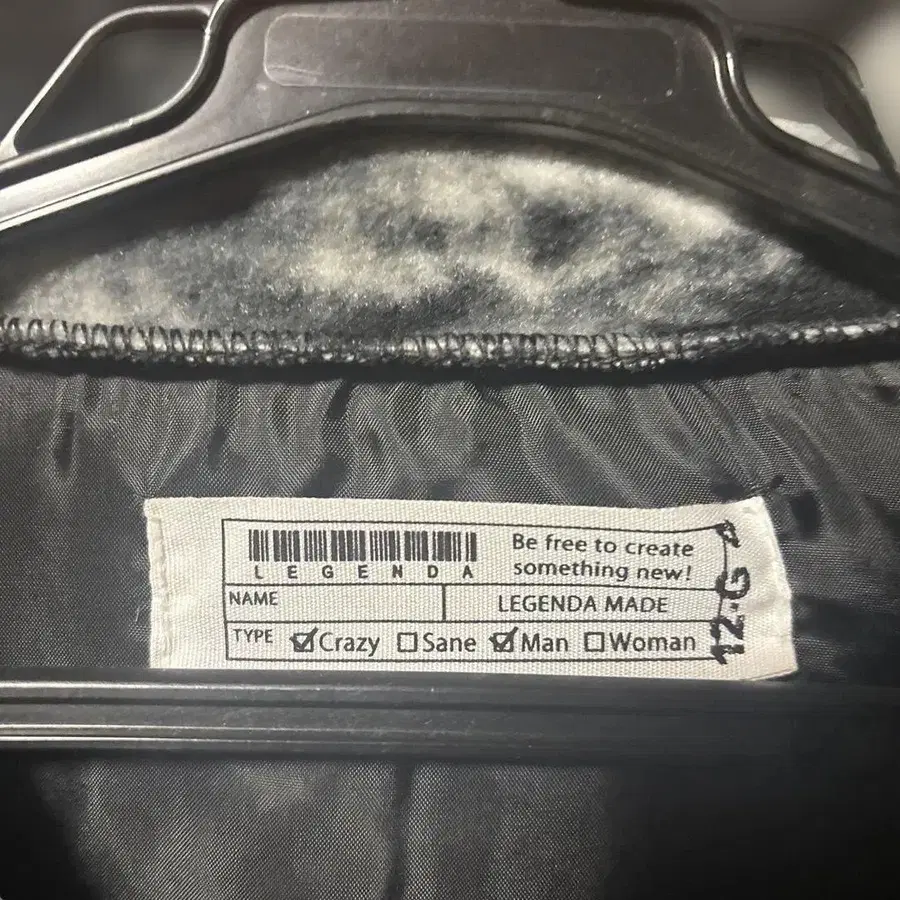 LEGENDA
Be free to create
something new!
NAME
LEGENDA MADE
TYPE ☑Crazy ☐Sane ☑Man ☐Woman
12.G